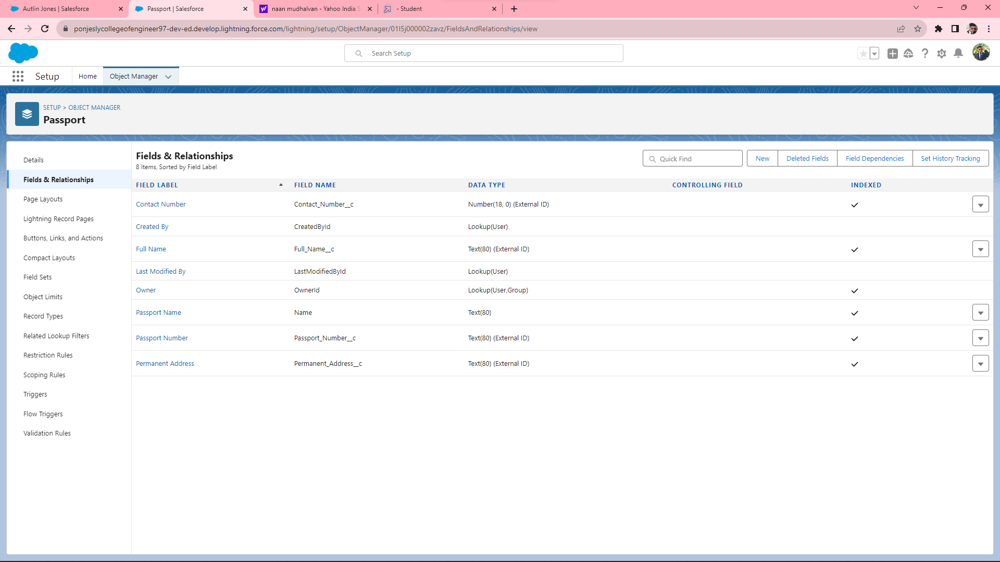 Autlin Jones | Salesforce
Passport | Salesforce
naan mudhalvan - Yahoo India S
- Student
ponjeslycollegeofengineer97-dev-ed.develop.lightning.force.com/lightning/setup/ObjectManager/01I5j000002zavz/FieldsAndRelationships/view
Search Setup
Setup
Home
Object Manager
SETUP > OBJECT MANAGER
Passport
Details
Fields & Relationships
Page Layouts
Lightning Record Pages
Buttons, Links, and Actions
Compact Layouts
Field Sets
Object Limits
Record Types
Related Lookup Filters
Restriction Rules
Scoping Rules
Triggers
Flow Triggers
Validation Rules
Fields & Relationships
8 Items, Sorted by Field Label
Quick Find
New
Deleted Fields
Field Dependencies
Set History Tracking
FIELD LABEL FIELD NAME DATA TYPE CONTROLLING FIELD INDEXED
Contact Number Contact_Number__c Number(18, 0) (External ID)
Created By CreatedById Lookup(User)
Full Name Full_Name__c Text(80) (External ID)
Last Modified By LastModifiedById Lookup(User)
Owner OwnerId Lookup(User,Group)
Passport Name Name Text(80)
Passport Number Passport_Number__c Text(80) (External ID)
Permanent Address Permanent_Address__c Text(80) (External ID)